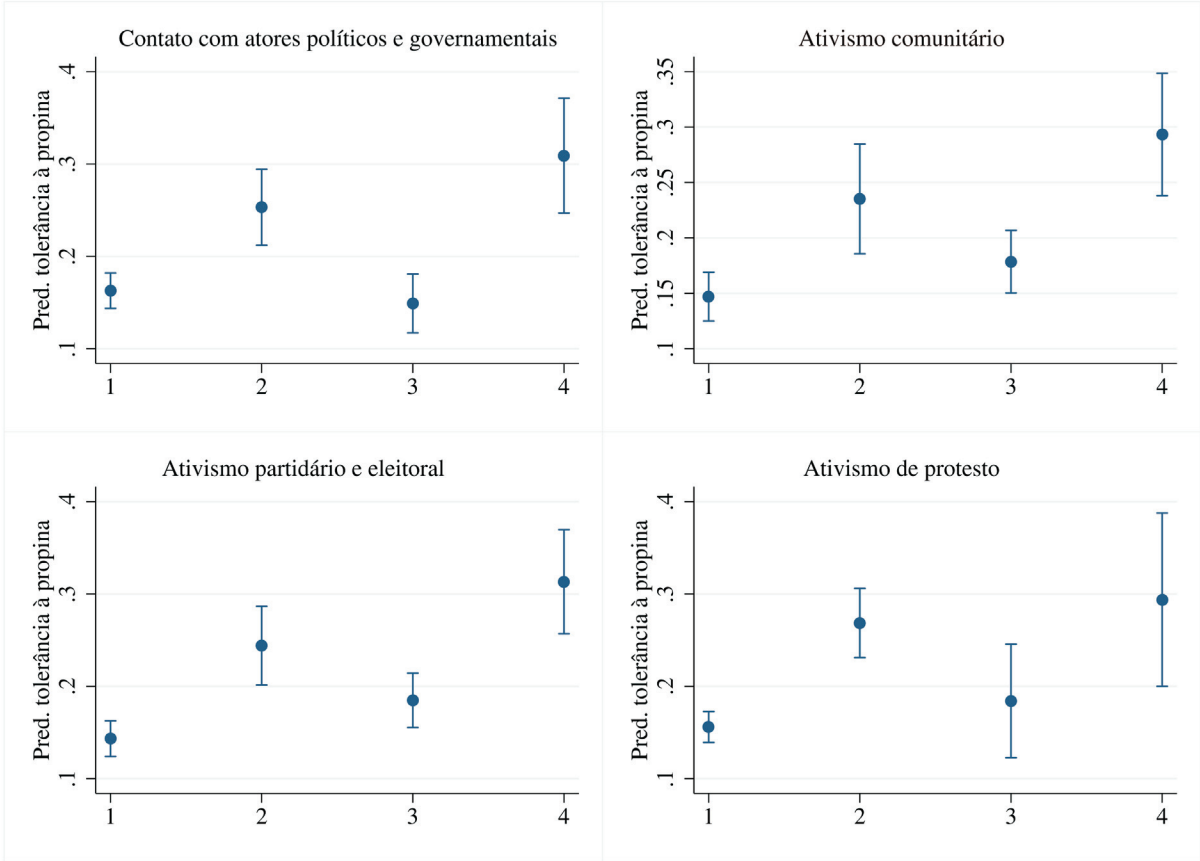 Contato com atores políticos e governamentais
Pred. tolerância à propina
.4
.3
.2
.1
1 2 3 4
Ativismo comunitário
Pred. tolerância à propina
.35
.3
.25
.2
.15
.1
1 2 3 4
Ativismo partidário e eleitoral
Pred. tolerância à propina
.4
.3
.2
.1
1 2 3 4
Ativismo de protesto
Pred. tolerância à propina
.4
.3
.2
.1
1 2 3 4